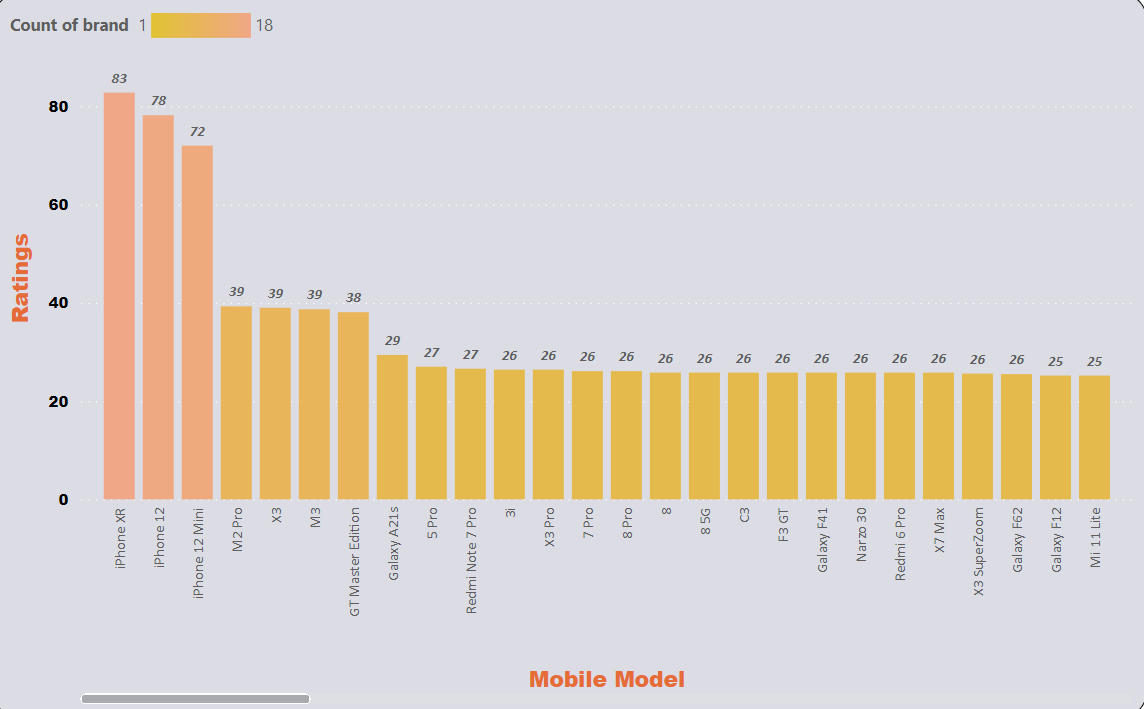 Count of brand 1 18
83
78
72
39 39 39 38
29 27 27 26 26 26 26 26 26 26 26 26 26 26 26 26 26 25 25
80
60
40
20
0
Ratings
iPhone XR
iPhone 12
iPhone 12 Mini
M2 Pro
X3
M3
GT Master Edition
Galaxy A21s
5 Pro
Redmi Note 7 Pro
3i
X3 Pro
7 Pro
8 Pro
8
8 5G
C3
F3 GT
Galaxy F41
Narzo 30
Redmi 6 Pro
X7 Max
X3 SuperZoom
Galaxy F62
Galaxy F12
Mi 11 Lite
Mobile Model